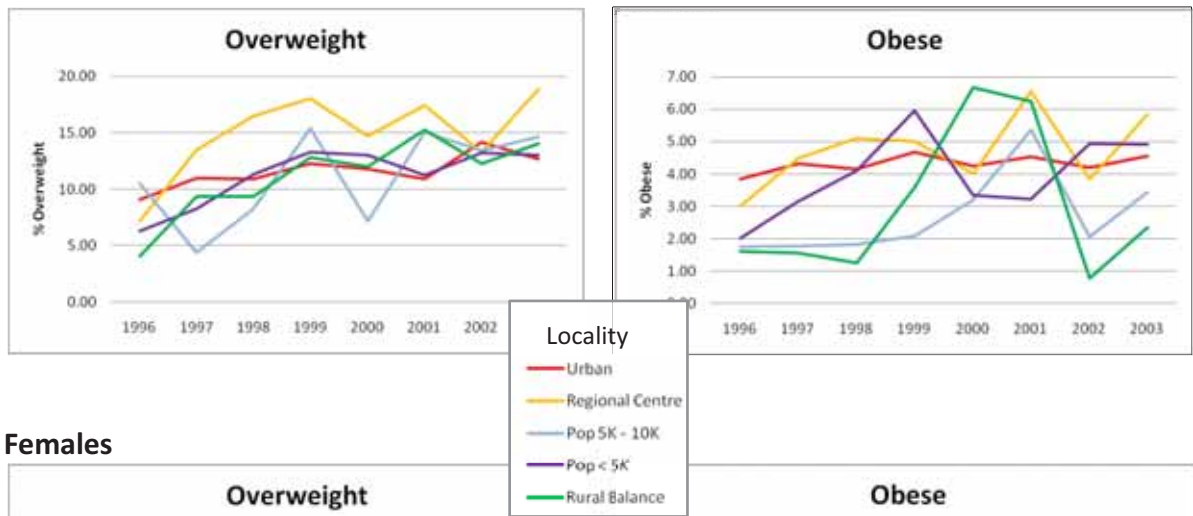 Overweight
% Overweight
20.00
15.00
10.00
5.00
0.00
1996 1997 1998 1999 2000 2001 2002
Obese
% Obese
7.00
6.00
5.00
4.00
3.00
2.00
1.00
1996 1997 1998 1999 2000 2001 2002 2003
Locality
Urban
Regional Centre
Pop 5K - 10K
Pop < 5K
Rural Balance
Females
Overweight
Obese